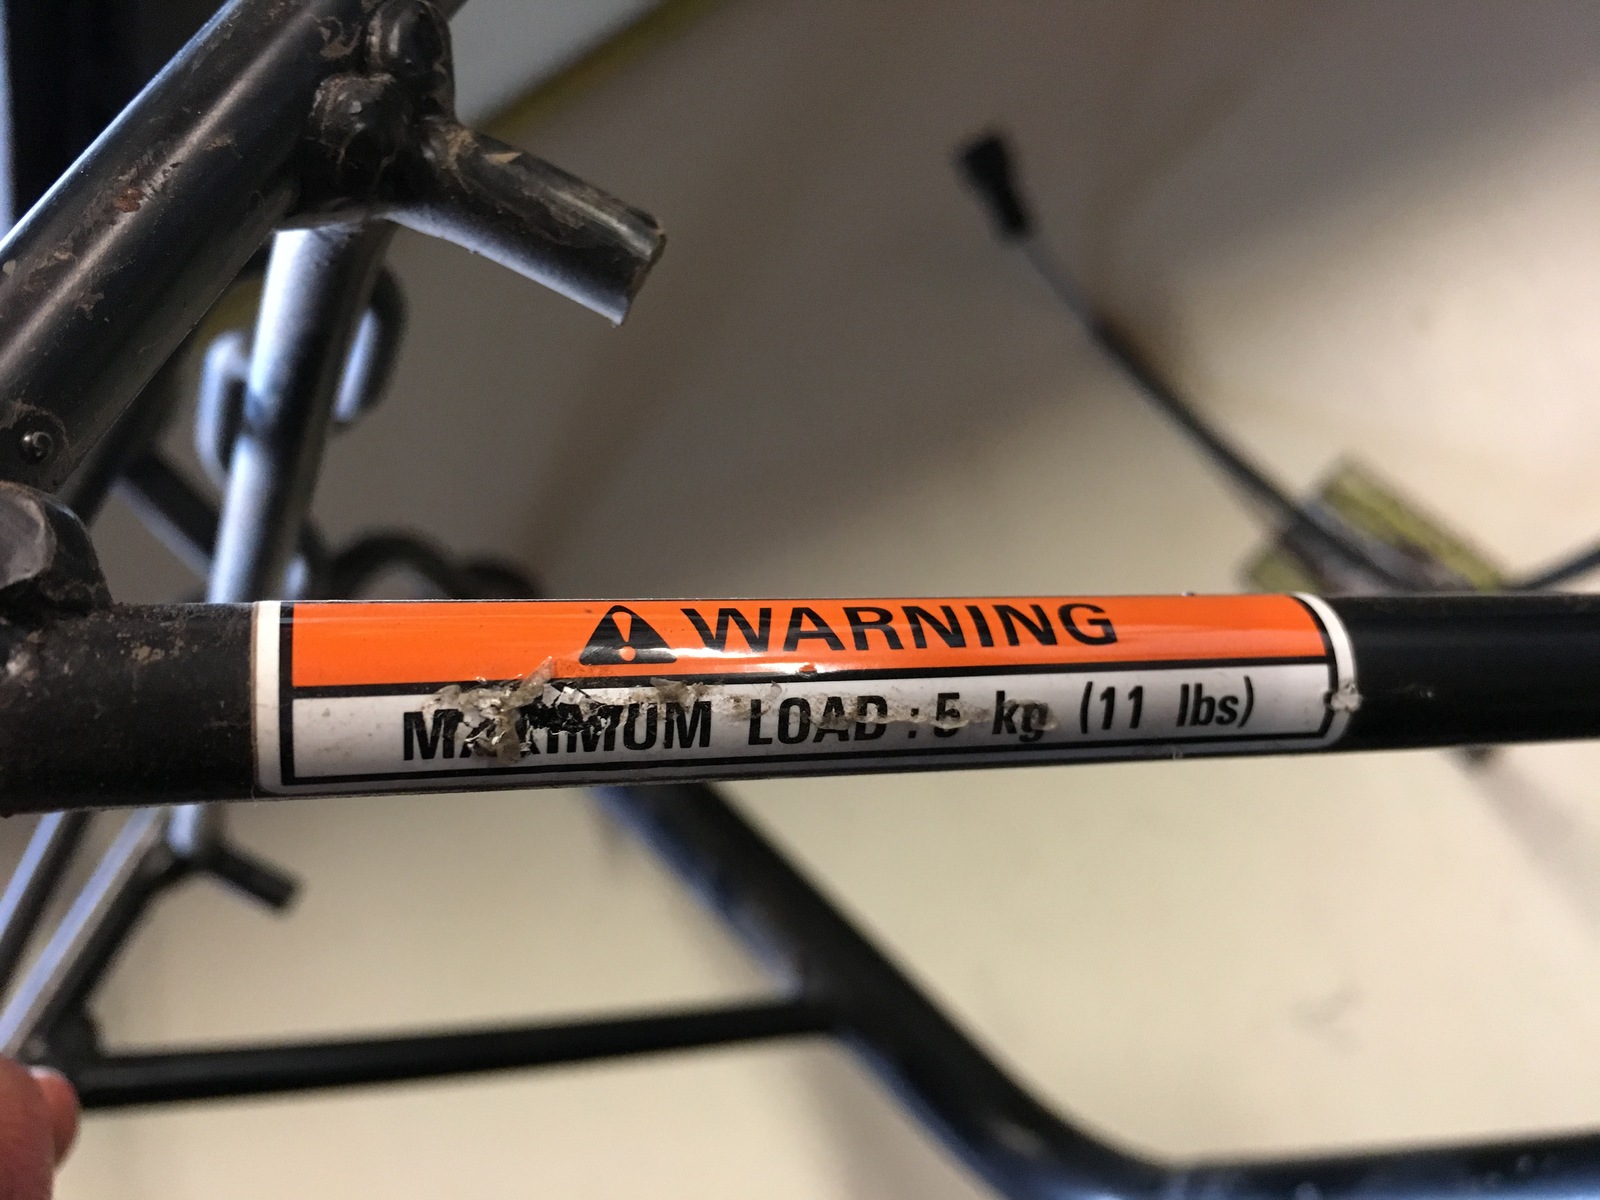 WARNING
MAXIMUM LOAD : 5 kg (11 lbs)